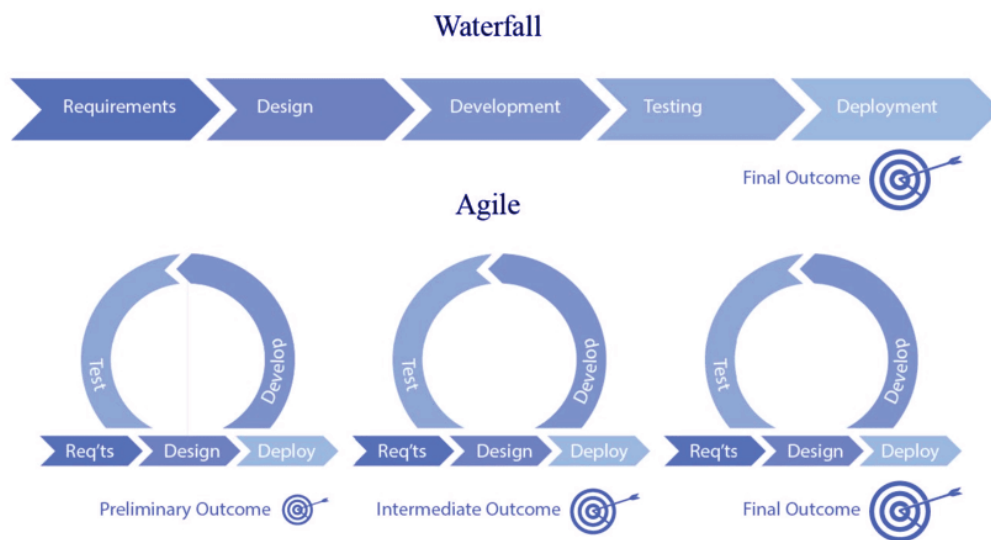 Waterfall
Requirements Design Development Testing Deployment
Final Outcome
Agile
Test Develop Test Develop Test Develop
Req'ts Design Deploy Req'ts Design Deploy Req'ts Design Deploy
Preliminary Outcome Intermediate Outcome Final Outcome